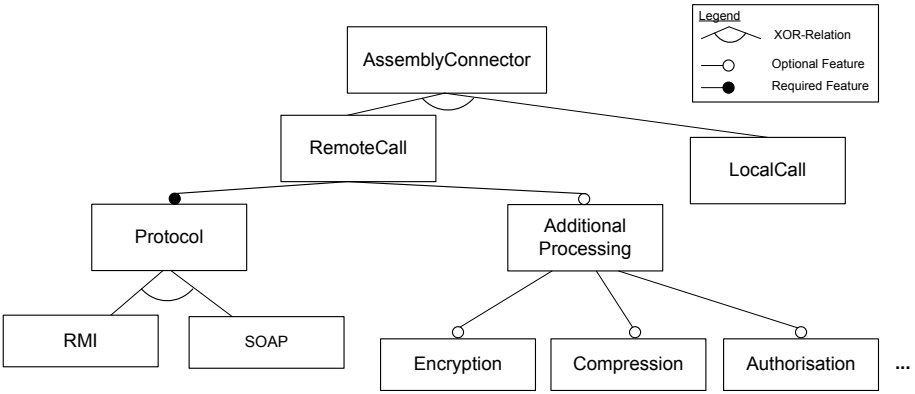 Legend
XOR-Relation
Optional Feature
Required Feature
AssemblyConnector
RemoteCall
LocalCall
Protocol
Additional
Processing
RMI
SOAP
Encryption
Compression
Authorisation
...